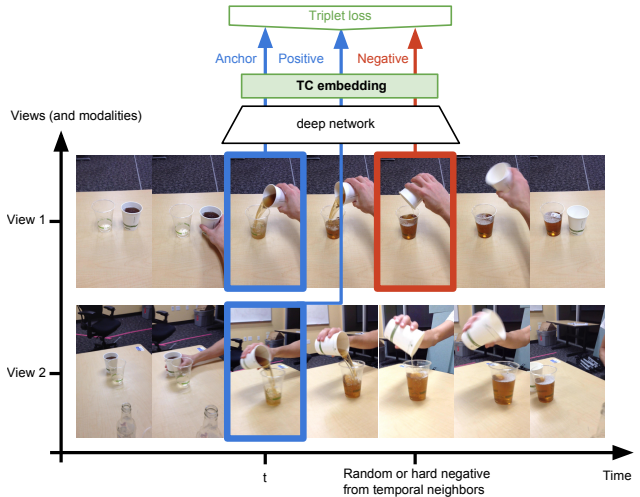 Triplet loss
Anchor
Positive
Negative
TC embedding
Views (and modalities)
deep network
View 1
View 2
t
Random or hard negative
from temporal neighbors
Time